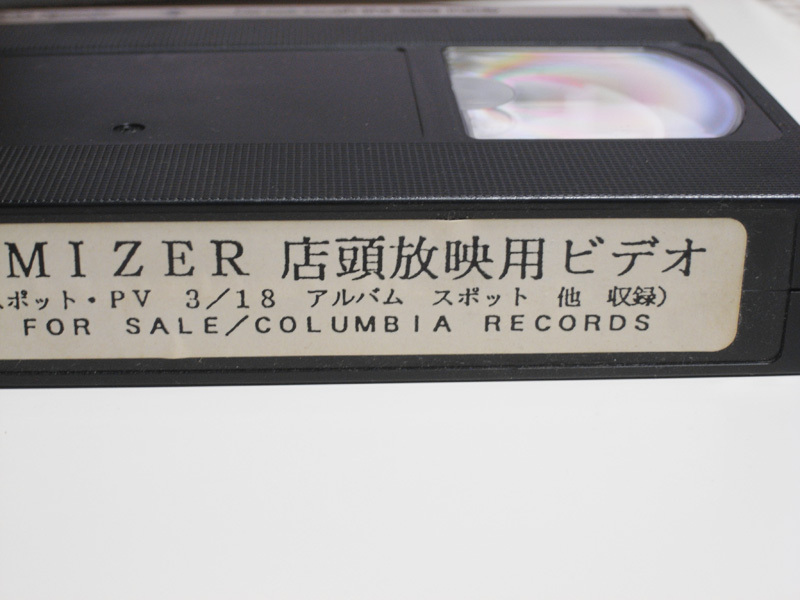 MIZER 店頭放映用ビデオ
スポット・PV 3/18 アルバム スポット 他 収録)
FOR SALE/COLUMBIA RECORDS